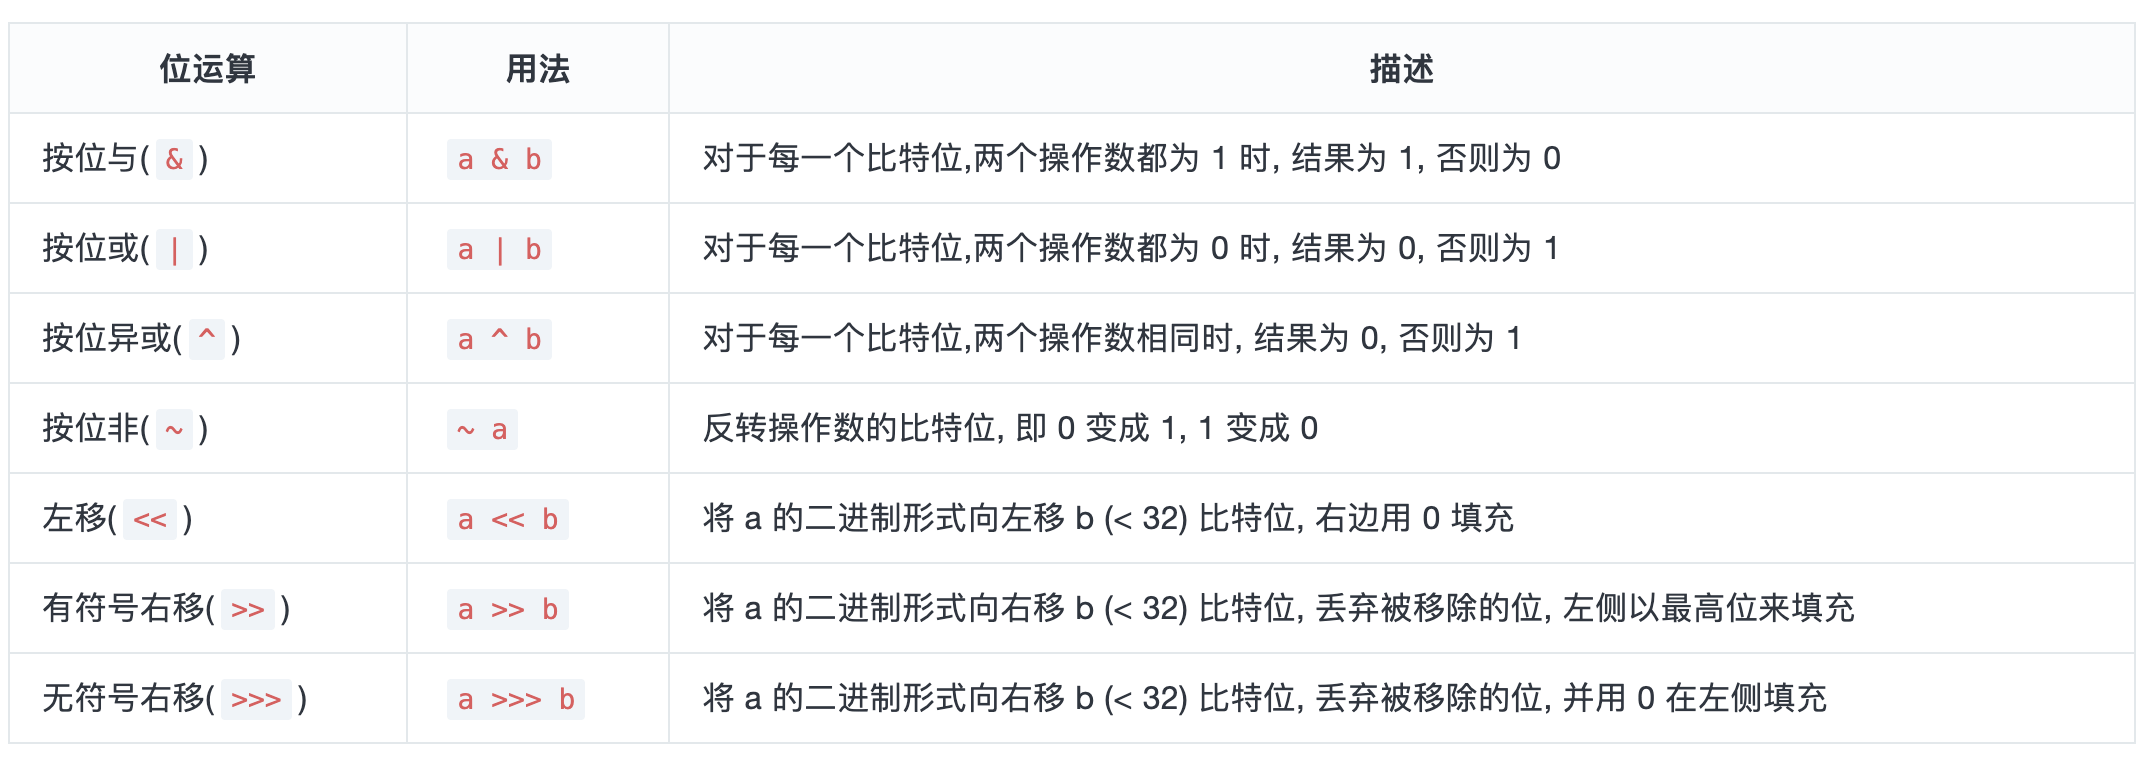 位运算 用法 描述
按位与( & ) a & b 对于每一个比特位,两个操作数都为 1 时, 结果为 1, 否则为 0
按位或( | ) a | b 对于每一个比特位,两个操作数都为 0 时, 结果为 0, 否则为 1
按位异或( ^ ) a ^ b 对于每一个比特位,两个操作数相同时, 结果为 0, 否则为 1
按位非( ~ ) ~ a 反转操作数的比特位, 即 0 变成 1, 1 变成 0
左移( << ) a << b 将 a 的二进制形式向左移 b (< 32) 比特位, 右边用 0 填充
有符号右移( >> ) a >> b 将 a 的二进制形式向右移 b (< 32) 比特位, 丢弃被移除的位, 左侧以最高位来填充
无符号右移( >>> ) a >>> b 将 a 的二进制形式向右移 b (< 32) 比特位, 丢弃被移除的位, 并用 0 在左侧填充